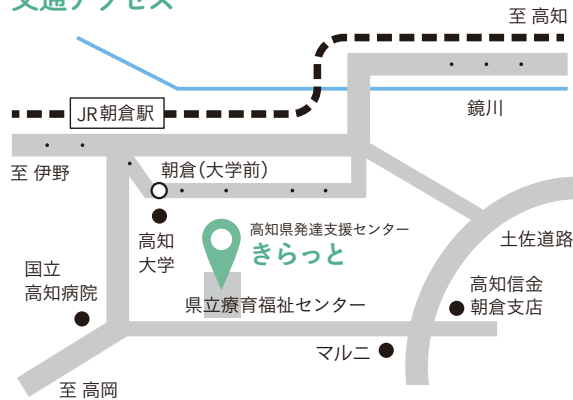 交通アクセス
至 高知
JR朝倉駅
鏡川
至 伊野
朝倉(大学前)
高知
大学
高知県発達支援センター
きらっと
土佐道路
国立
高知病院
高知信金
朝倉支店
県立療育福祉センター
マルニ
至 高岡